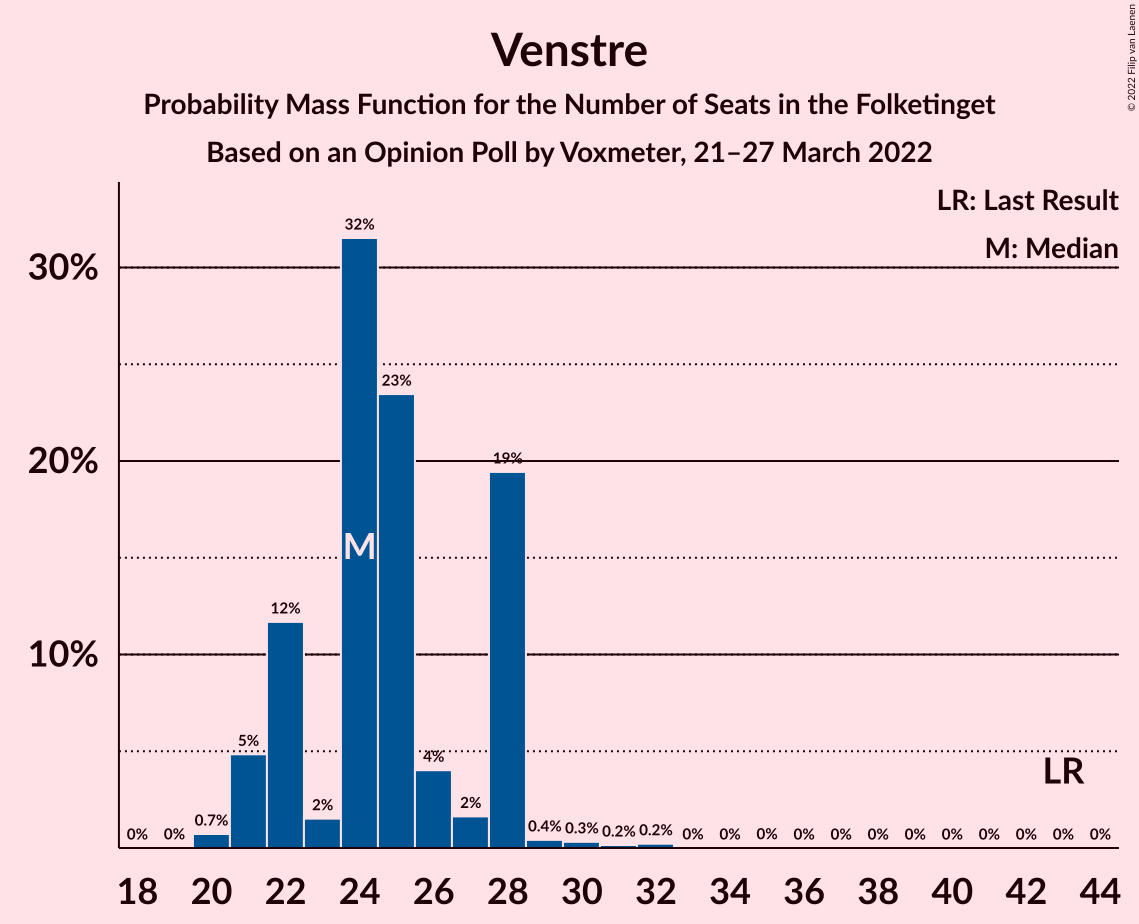 Venstre
Probability Mass Function for the Number of Seats in the Folketinget
Based on an Opinion Poll by Voxmeter, 21–27 March 2022
© 2022 Filip van Laenen
LR: Last Result
M: Median
30%
20%
10%
0% 0% 0.7% 5% 12% 2% 32% 23% 4% 2% 19% 0.4% 0.3% 0.2% 0.2% 0% 0% 0% 0% 0% 0% 0% 0% 0% 0% 0% 0%
M
LR
18 20 22 24 26 28 30 32 34 36 38 40 42 44